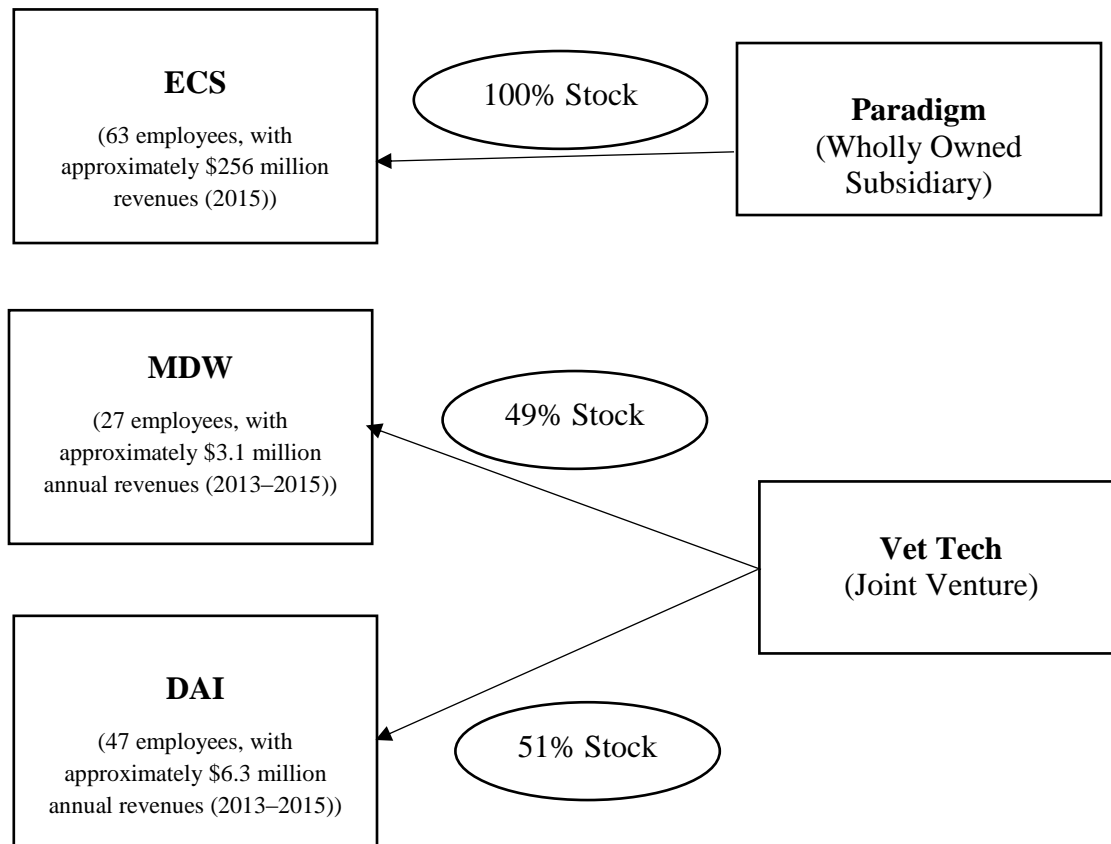 ECS
(63 employees, with
approximately $256 million
revenues (2015))
100% Stock
Paradigm
(Wholly Owned
Subsidiary)
MDW
(27 employees, with
approximately $3.1 million
annual revenues (2013–2015))
49% Stock
Vet Tech
(Joint Venture)
DAI
(47 employees, with
approximately $6.3 million
annual revenues (2013–2015))
51% Stock